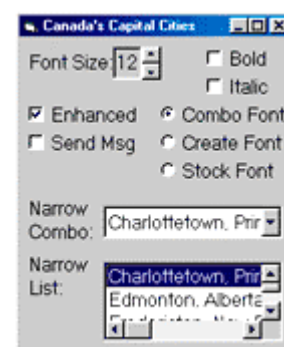 Canada's Capital Cities
Font Size: 12
Bold
Italic
Enhanced
Combo Font
Send Msg
Create Font
Stock Font
Narrow
Combo:
Charlottetown, Prir
Narrow
List:
Charlottetown, Prir
Edmonton, Alberta